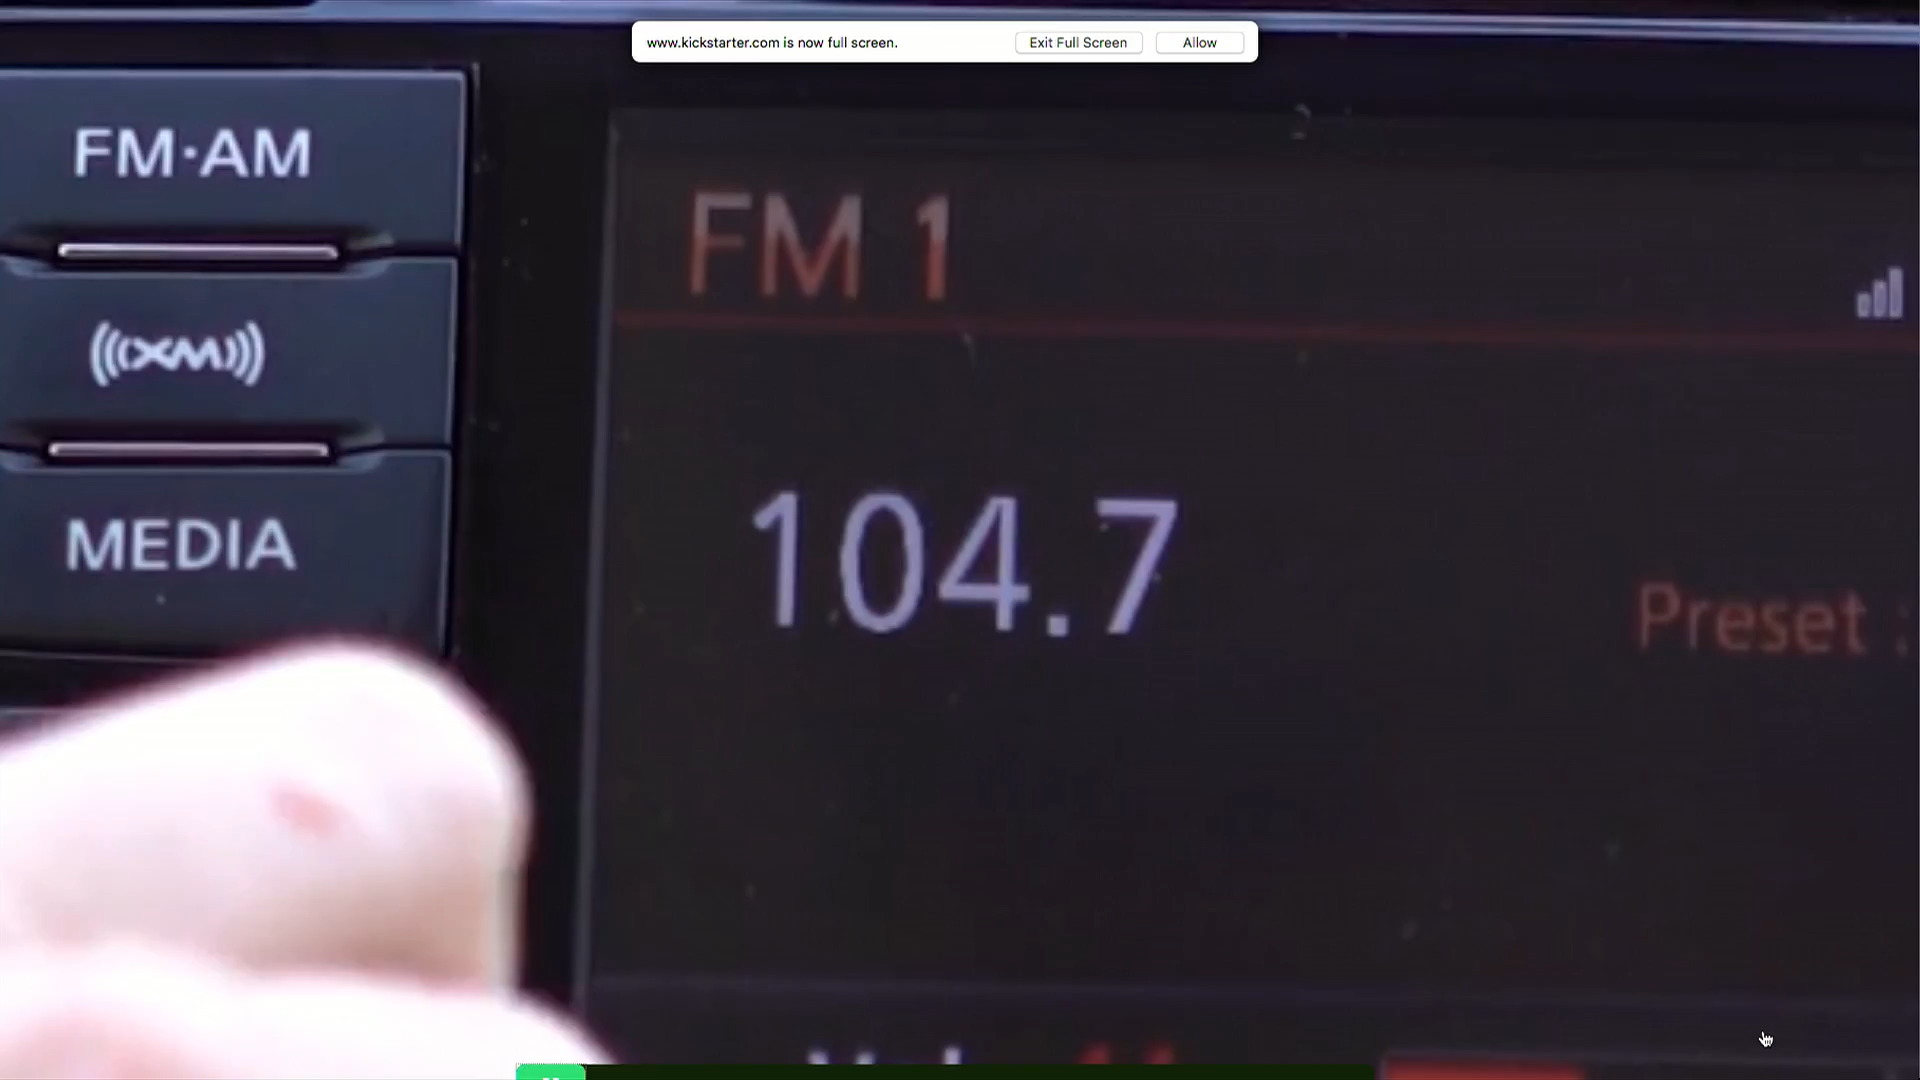 www.kickstarter.com is now full screen.
Exit Full Screen
Allow
FM·AM
FM 1
XM
104.7
MEDIA
Preset :